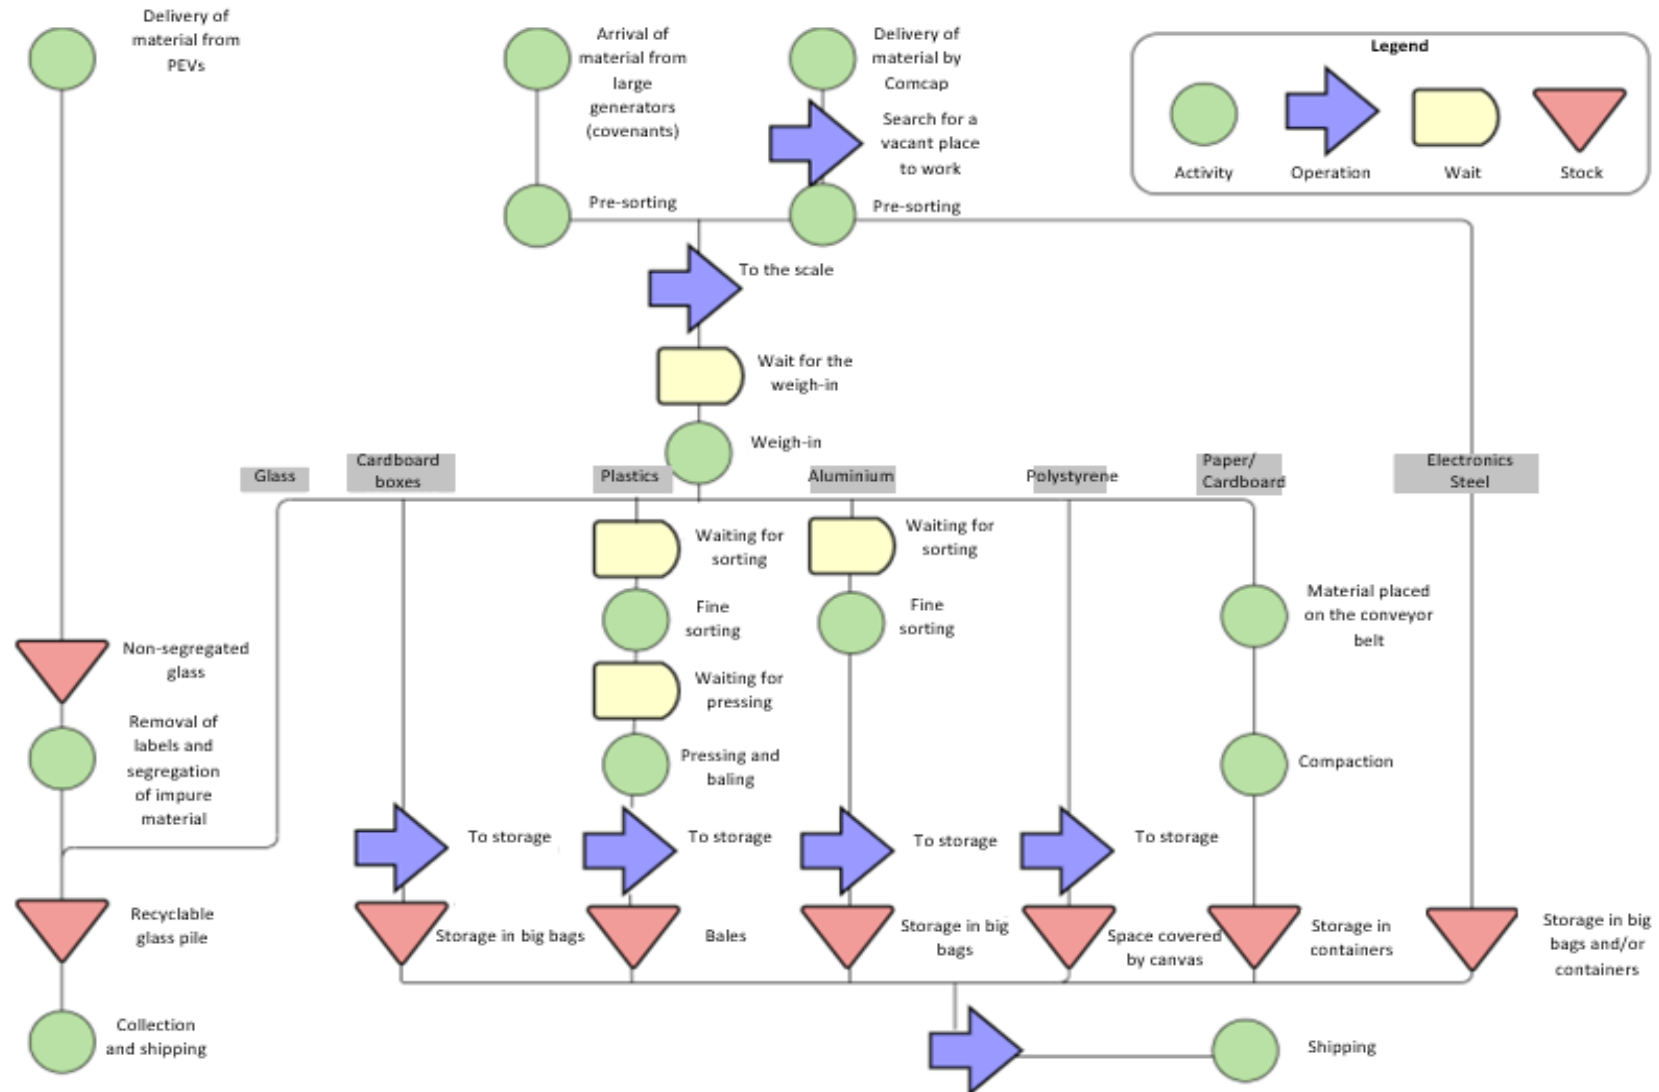 Delivery of
material from
PEVs
Arrival of
material from
large
generators
(covenants)
Delivery of
material by
Comcap
Search for a
vacant place
to work
Legend
Activity
Operation
Wait
Stock
Pre-sorting
Pre-sorting
To the scale
Wait for the
weigh-in
Weigh-in
Glass
Cardboard
boxes
Plastics
Aluminium
Polystyrene
Paper/
Cardboard
Electronics
Steel
Waiting for
sorting
Waiting for
sorting
Fine
sorting
Fine
sorting
Material placed
on the conveyor
belt
Non-segregated
glass
Waiting for
pressing
Removal of
labels and
segregation
of impure
material
Pressing and
baling
Compaction
To storage
To storage
To storage
To storage
Recyclable
glass pile
Storage in big bags
Bales
Storage in big
bags
Space covered
by canvas
Storage in
containers
Storage in big
bags and/or
containers
Collection
and shipping
Shipping